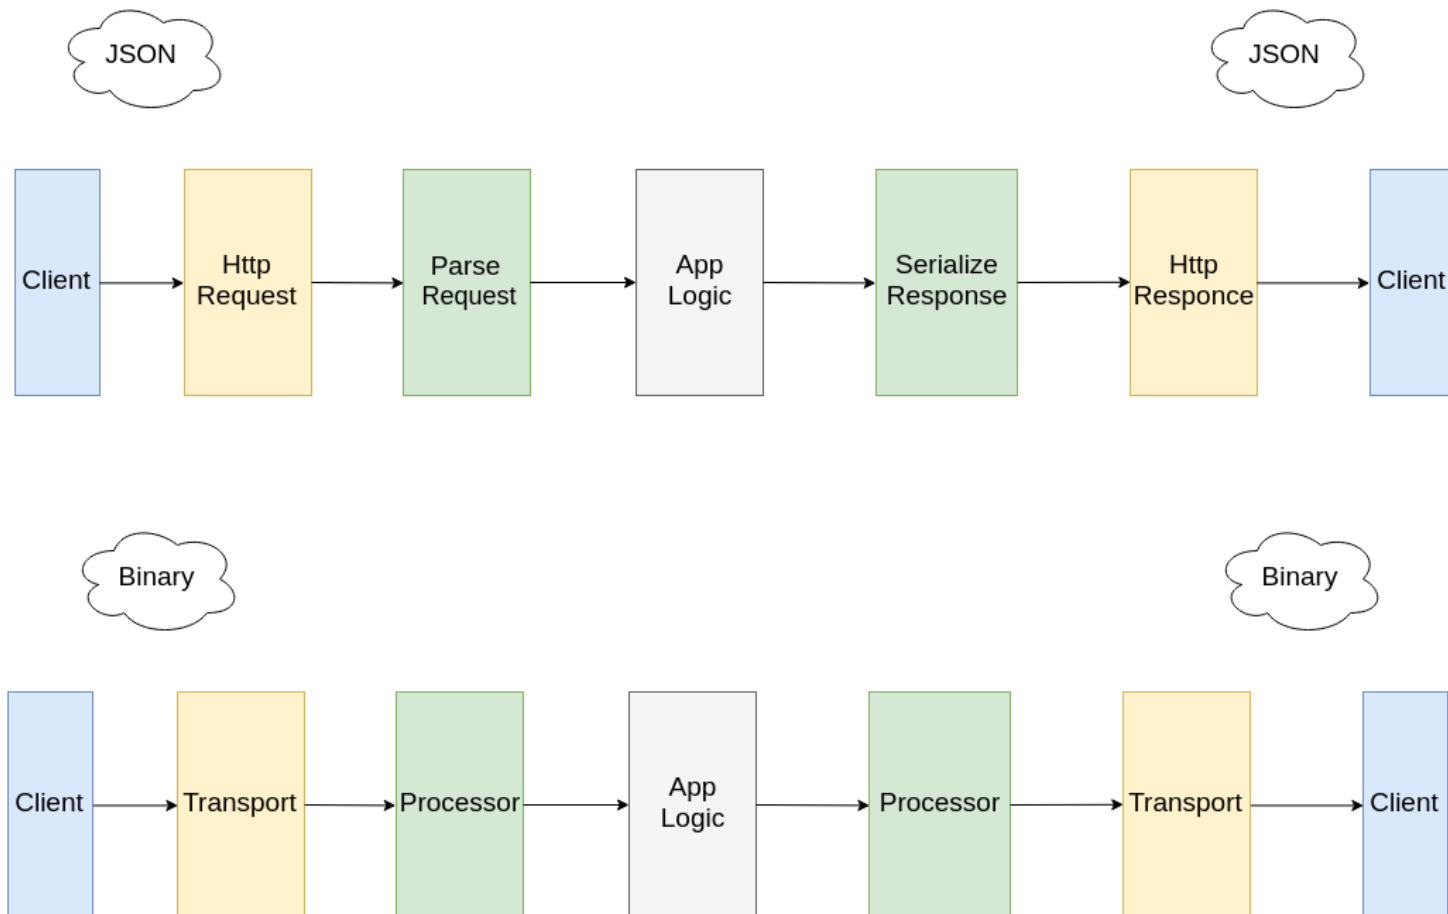 JSON
JSON
Client
Http
Request
Parse
Request
App
Logic
Serialize
Response
Http
Responce
Client
Binary
Binary
Client
Transport
Processor
App
Logic
Processor
Transport
Client